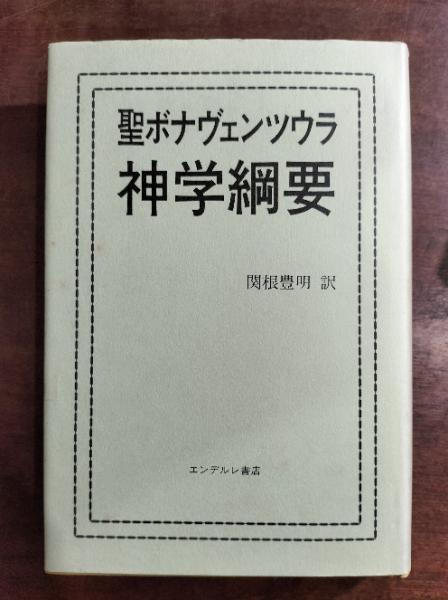 聖ボナヴェンツウラ
神学綱要
関根豊明 訳
エンデルレ書店